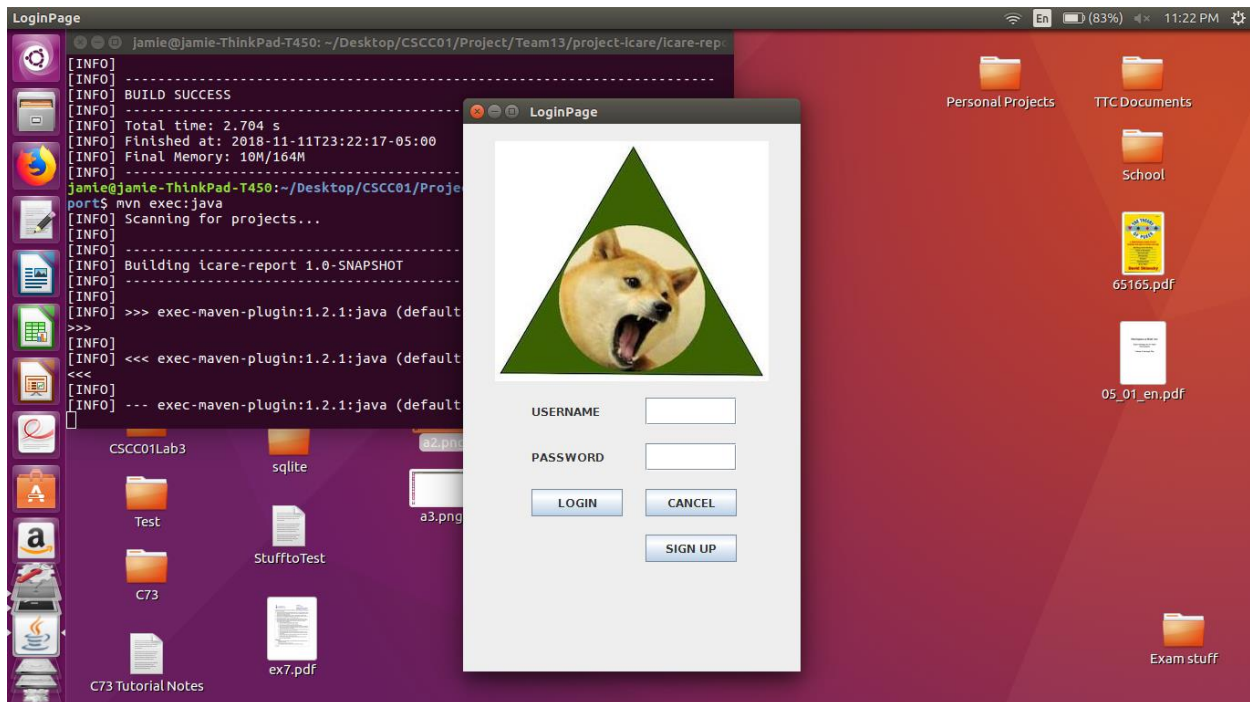 LoginPage
En
(83%)
11:22 PM
jamie@jamie-ThinkPad-T450: ~/Desktop/CSCC01/Project/Team13/project-icare/icare-repo
[INFO]
[INFO] ------------------------------------------------------------------------
[INFO] BUILD SUCCESS
[INFO] ------------------------------------------------
[INFO] Total time: 2.704 s
[INFO] Finished at: 2018-11-11T23:22:17-05:00
[INFO] Final Memory: 10M/164M
[INFO] ------------------------------------------------
jamie@jamie-ThinkPad-T450:~/Desktop/CSCC01/Proje
port$ mvn exec:java
[INFO] Scanning for projects...
[INFO]
[INFO] ------------------------------------------------
[INFO] Building icare-report 1.0-SNAPSHOT
[INFO] ------------------------------------------------
[INFO]
[INFO] >>> exec-maven-plugin:1.2.1:java (default
>>>
[INFO]
[INFO] <<< exec-maven-plugin:1.2.1:java (default
<<<
[INFO]
[INFO] --- exec-maven-plugin:1.2.1:java (default
LoginPage
USERNAME
PASSWORD
LOGIN
CANCEL
SIGN UP
CSCC01Lab3
sqlite
a2.png
Test
a3.png
StufftoTest
C73
ex7.pdf
C73 Tutorial Notes
Personal Projects
TTC Documents
School
65165.pdf
05_01_en.pdf
Exam stuff